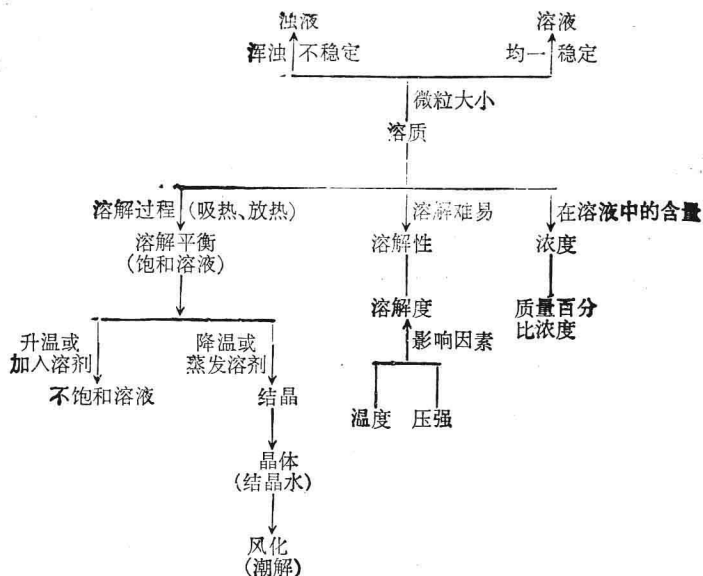 浊液
溶液
浑浊 不稳定
均一 稳定
微粒大小
溶质
溶解过程 (吸热、放热)
溶解难易
在溶液中的含量
溶解平衡
(饱和溶液)
溶解性
浓度
溶解度
质量百分
比浓度
影响因素
升温或
加入溶剂
降温或
蒸发溶剂
不饱和溶液
结晶
温度
压强
晶体
(结晶水)
风化
(潮解)